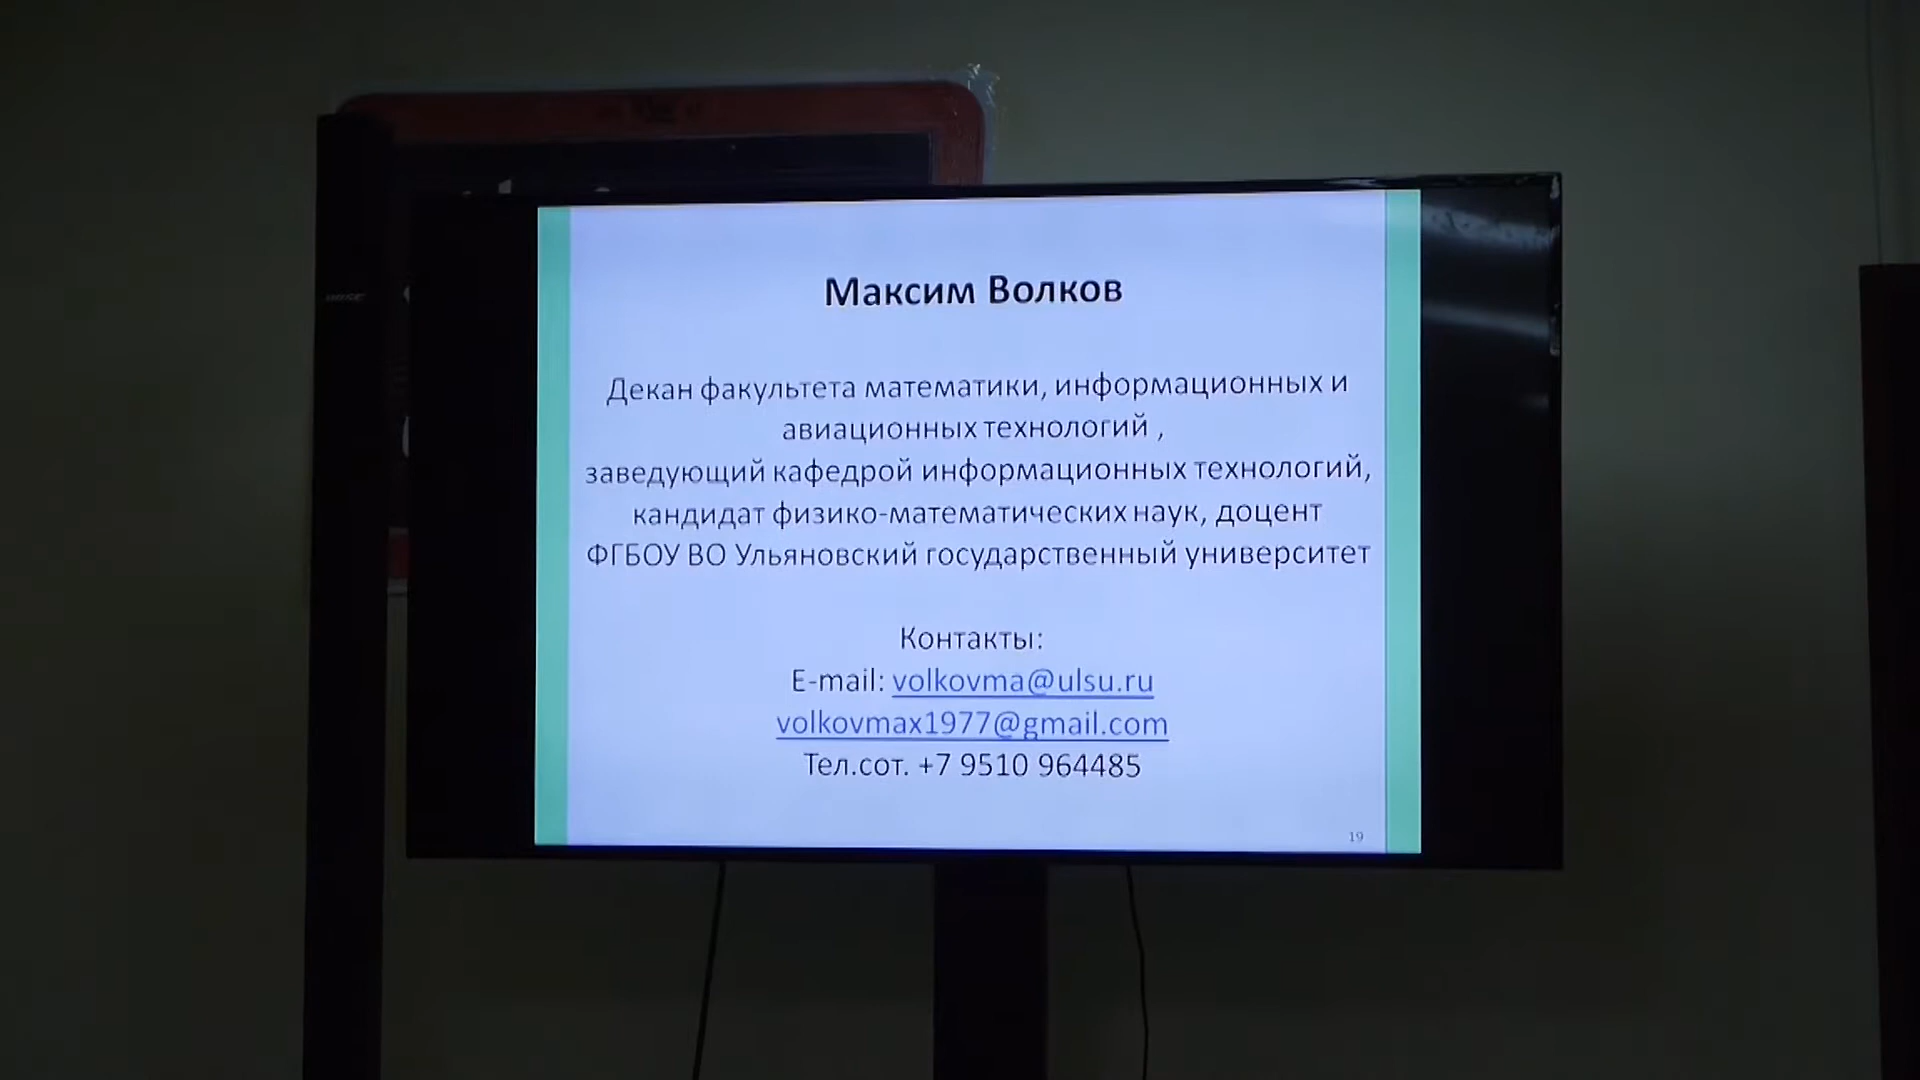 Максим Волков
Декан факультета математики, информационных и
авиационных технологий ,
заведующий кафедрой информационных технологий,
кандидат физико-математических наук, доцент
ФГБОУ ВО Ульяновский государственный университет
Контакты:
E-mail: volkovma@ulsu.ru
volkovmax1977@gmail.com
Тел.сот. +7 9510 964485
19
BOSE